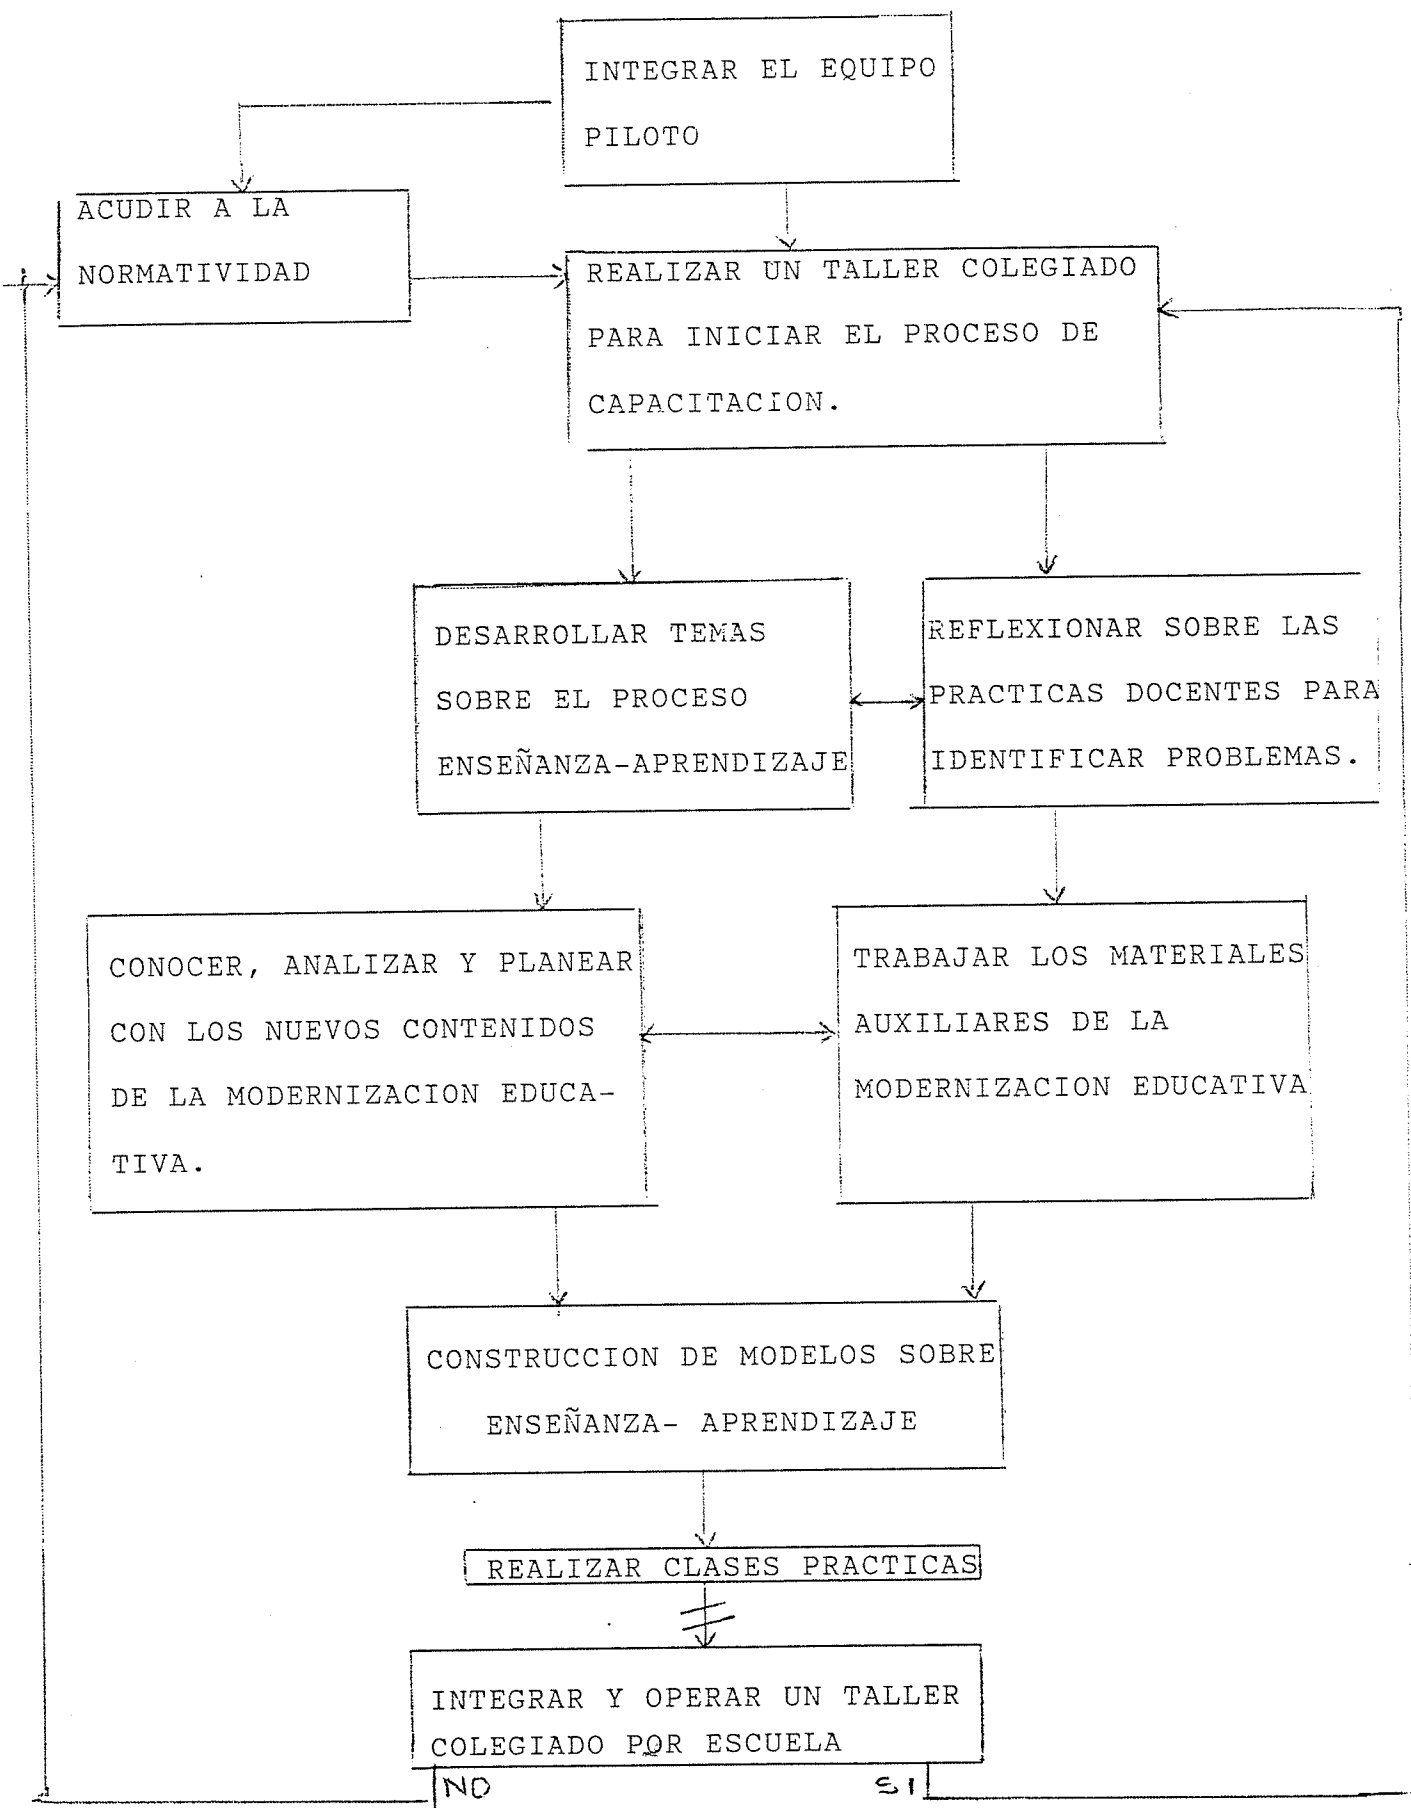 INTEGRAR EL EQUIPO
PILOTO
ACUDIR A LA
NORMATIVIDAD
REALIZAR UN TALLER COLEGIADO
PARA INICIAR EL PROCESO DE
CAPACITACION.
DESARROLLAR TEMAS
SOBRE EL PROCESO
ENSEÑANZA-APRENDIZAJE
REFLEXIONAR SOBRE LAS
PRACTICAS DOCENTES PARA
IDENTIFICAR PROBLEMAS.
CONOCER, ANALIZAR Y PLANEAR
CON LOS NUEVOS CONTENIDOS
DE LA MODERNIZACION EDUCA-
TIVA.
TRABAJAR LOS MATERIALES
AUXILIARES DE LA
MODERNIZACION EDUCATIVA
CONSTRUCCION DE MODELOS SOBRE
ENSEÑANZA- APRENDIZAJE
REALIZAR CLASES PRACTICAS
INTEGRAR Y OPERAR UN TALLER
COLEGIADO POR ESCUELA
NO
SI